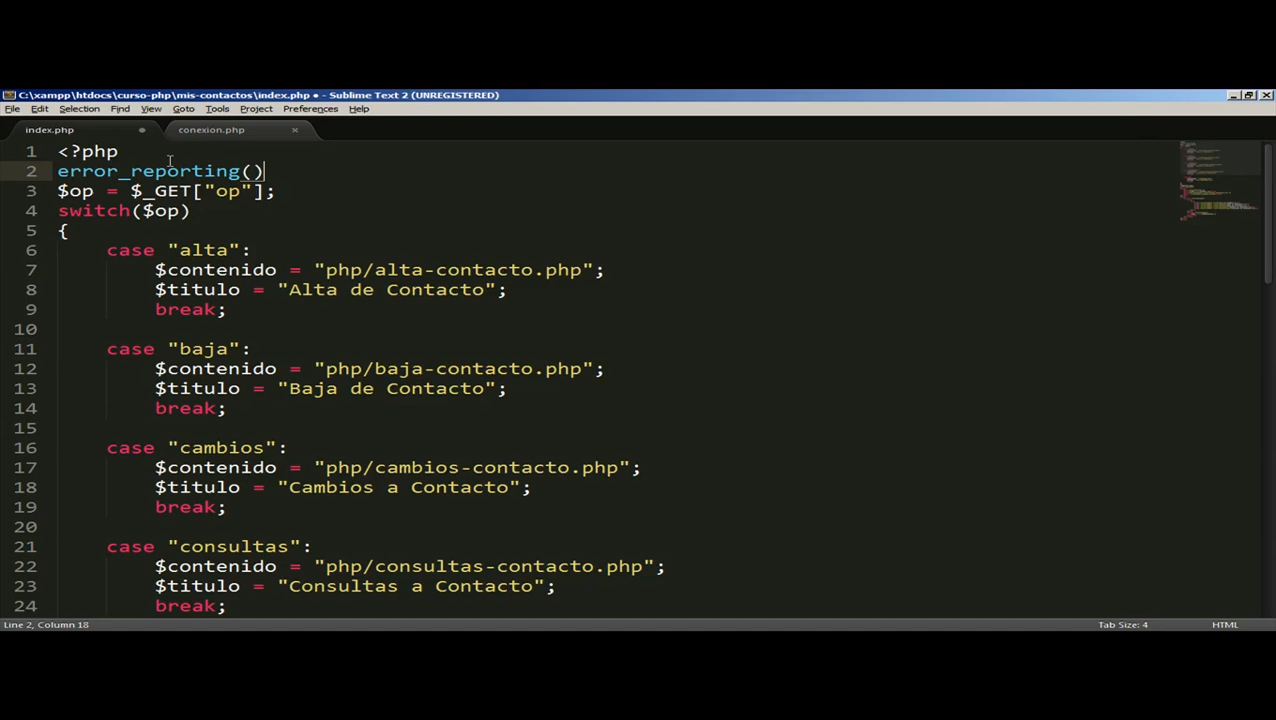 C:\xampp\htdocs\curso-php\mis-contactos\index.php • - Sublime Text 2 (UNREGISTERED)
File Edit Selection Find View Goto Tools Project Preferences Help
index.php conexion.php
1 <?php
2 error_reporting()
3 $op = $_GET["op"];
4 switch($op)
5 {
6 case "alta":
7 $contenido = "php/alta-contacto.php";
8 $titulo = "Alta de Contacto";
9 break;
10
11 case "baja":
12 $contenido = "php/baja-contacto.php";
13 $titulo = "Baja de Contacto";
14 break;
15
16 case "cambios":
17 $contenido = "php/cambios-contacto.php";
18 $titulo = "Cambios a Contacto";
19 break;
20
21 case "consultas":
22 $contenido = "php/consultas-contacto.php";
23 $titulo = "Consultas a Contacto";
24 break;
Line 2, Column 18 Tab Size: 4 HTML